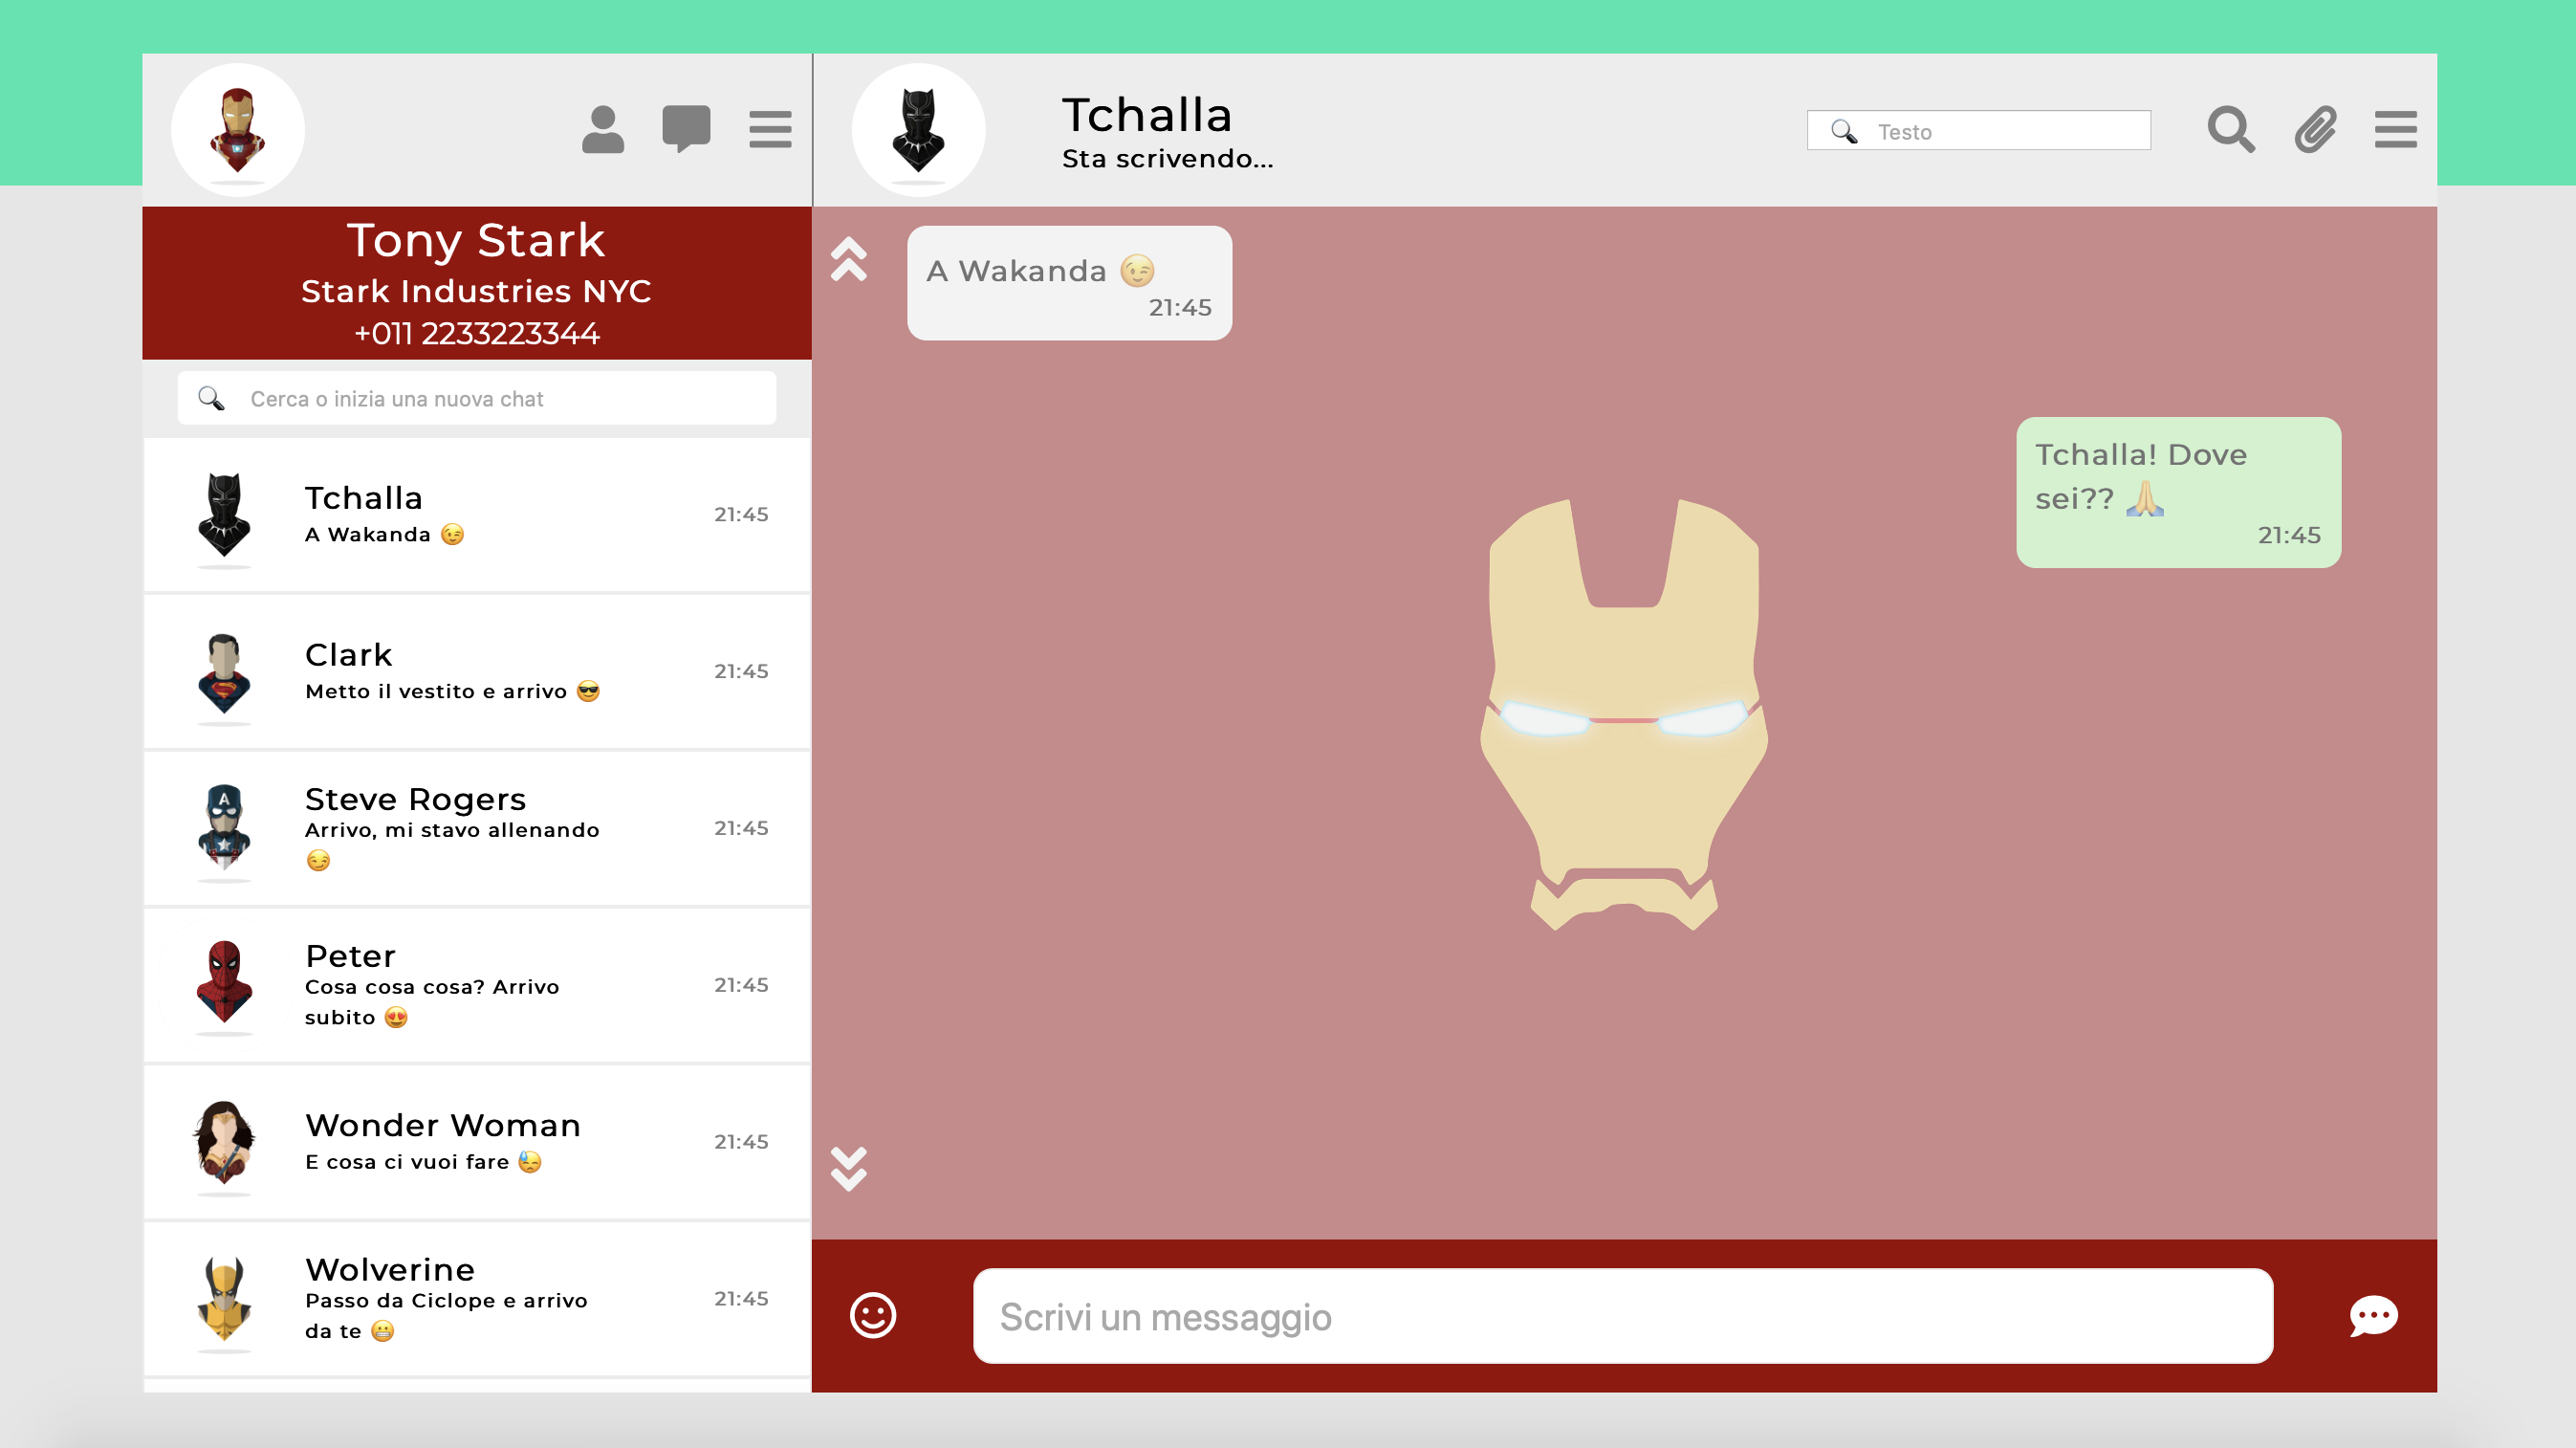 Tchalla
Sta scrivendo...
🔍 Testo
Tony Stark
Stark Industries NYC
+011 2233223344
🔍 Cerca o inizia una nuova chat
Tchalla
A Wakanda 😉
21:45
Clark
Metto il vestito e arrivo 😎
21:45
Steve Rogers
Arrivo, mi stavo allenando
😏
21:45
Peter
Cosa cosa cosa? Arrivo
subito 😍
21:45
Wonder Woman
E cosa ci vuoi fare 😓
21:45
Wolverine
Passo da Ciclope e arrivo
da te 😬
21:45
A Wakanda 😉
21:45
Tchalla! Dove
sei?? 🙏🏼
21:45
Scrivi un messaggio